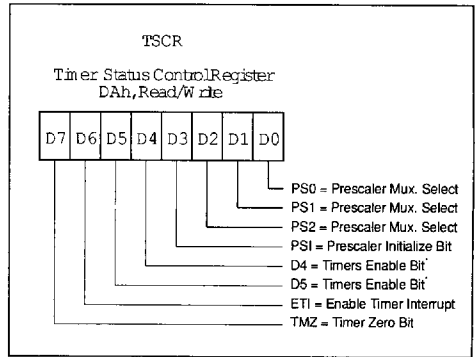 TSCR
Timer Status Control Register
DAh, Read/Write
D7 D6 D5 D4 D3 D2 D1 D0
PS0 = Prescaler Mux. Select
PS1 = Prescaler Mux. Select
PS2 = Prescaler Mux. Select
PSI = Prescaler Initialize Bit
D4 = Timers Enable Bit*
D5 = Timers Enable Bit*
ETI = Enable Timer Interrupt
TMZ = Timer Zero Bit